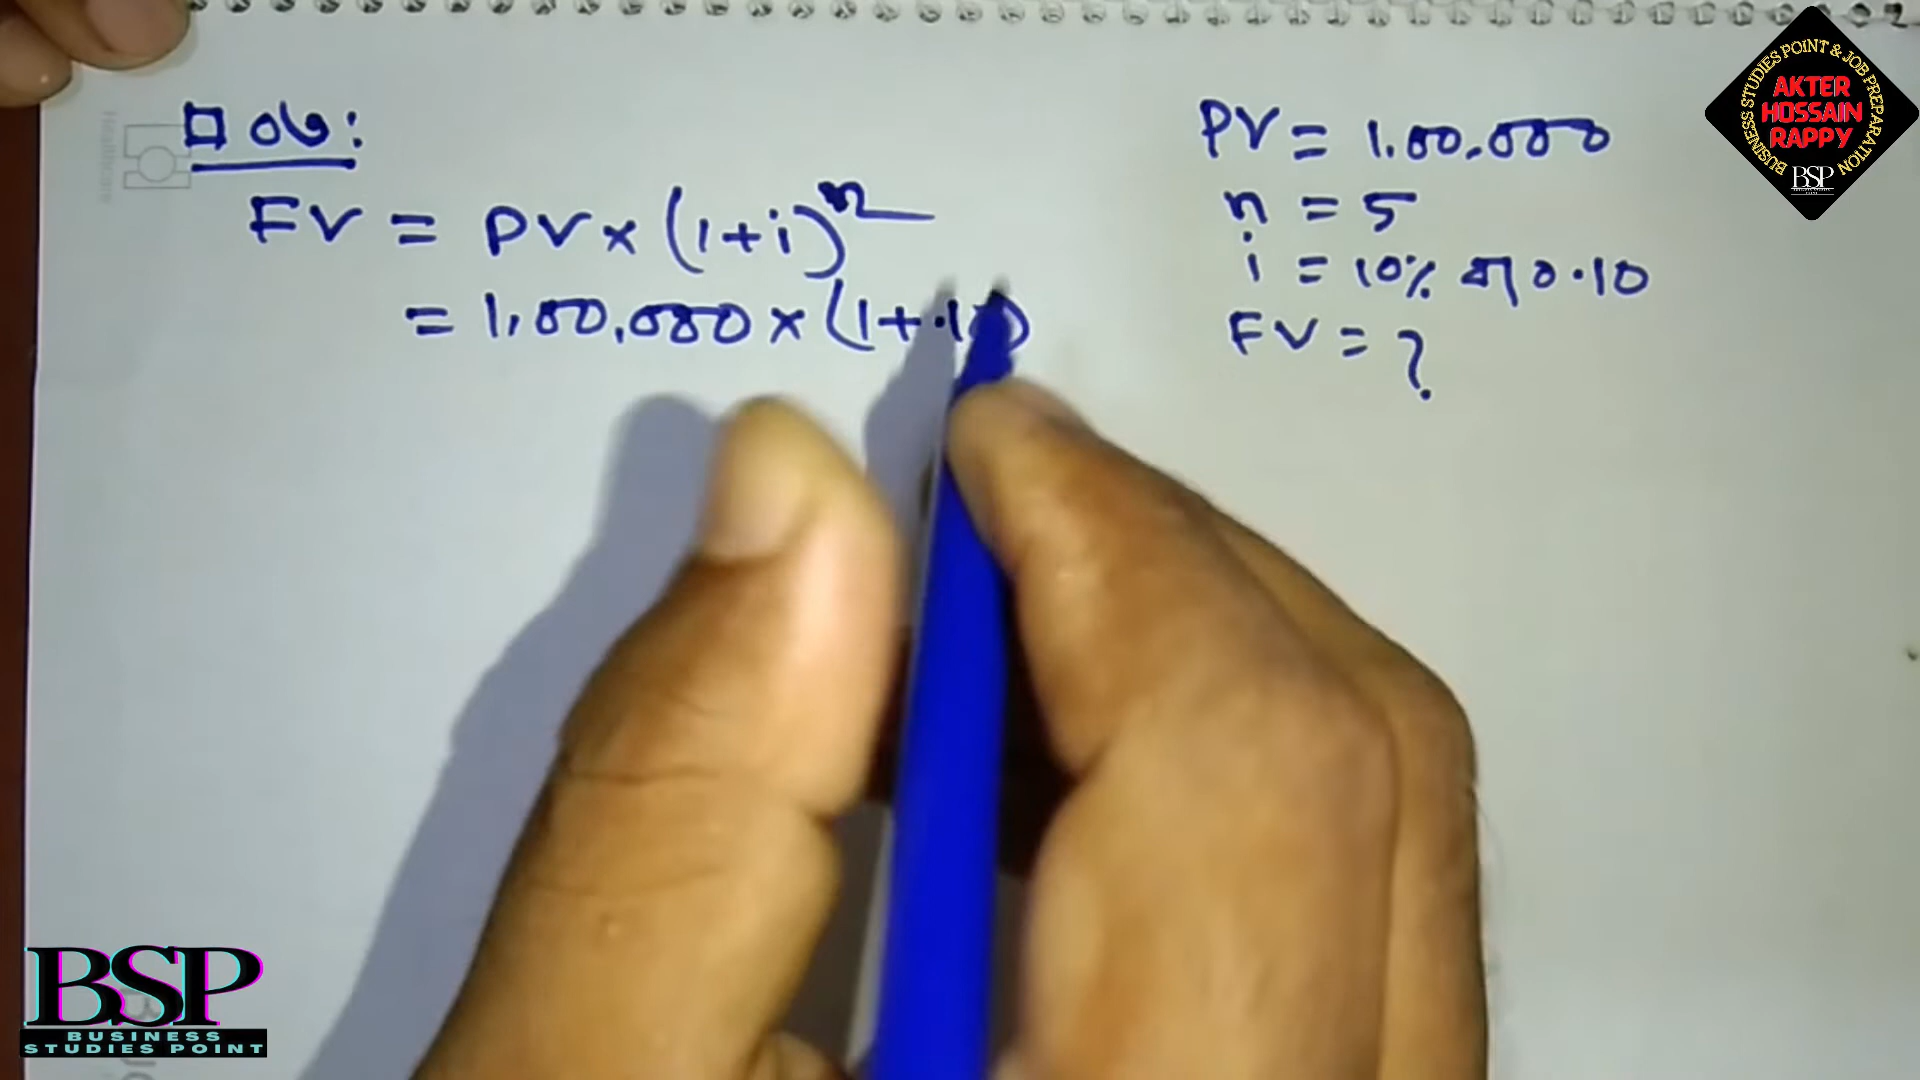 □ ০৬:
FV = PV × (1+i)ⁿ
= 1,00,000 × (1+.10)
PV = 1,00,000
n = 5
i = 10% বা 0.10
FV = ?
BUSINESS STUDIES POINT & JOB PREPARATION
AKTER
HOSSAIN
RAPPY
BSP
BSP
BUSINESS
STUDIES POINT